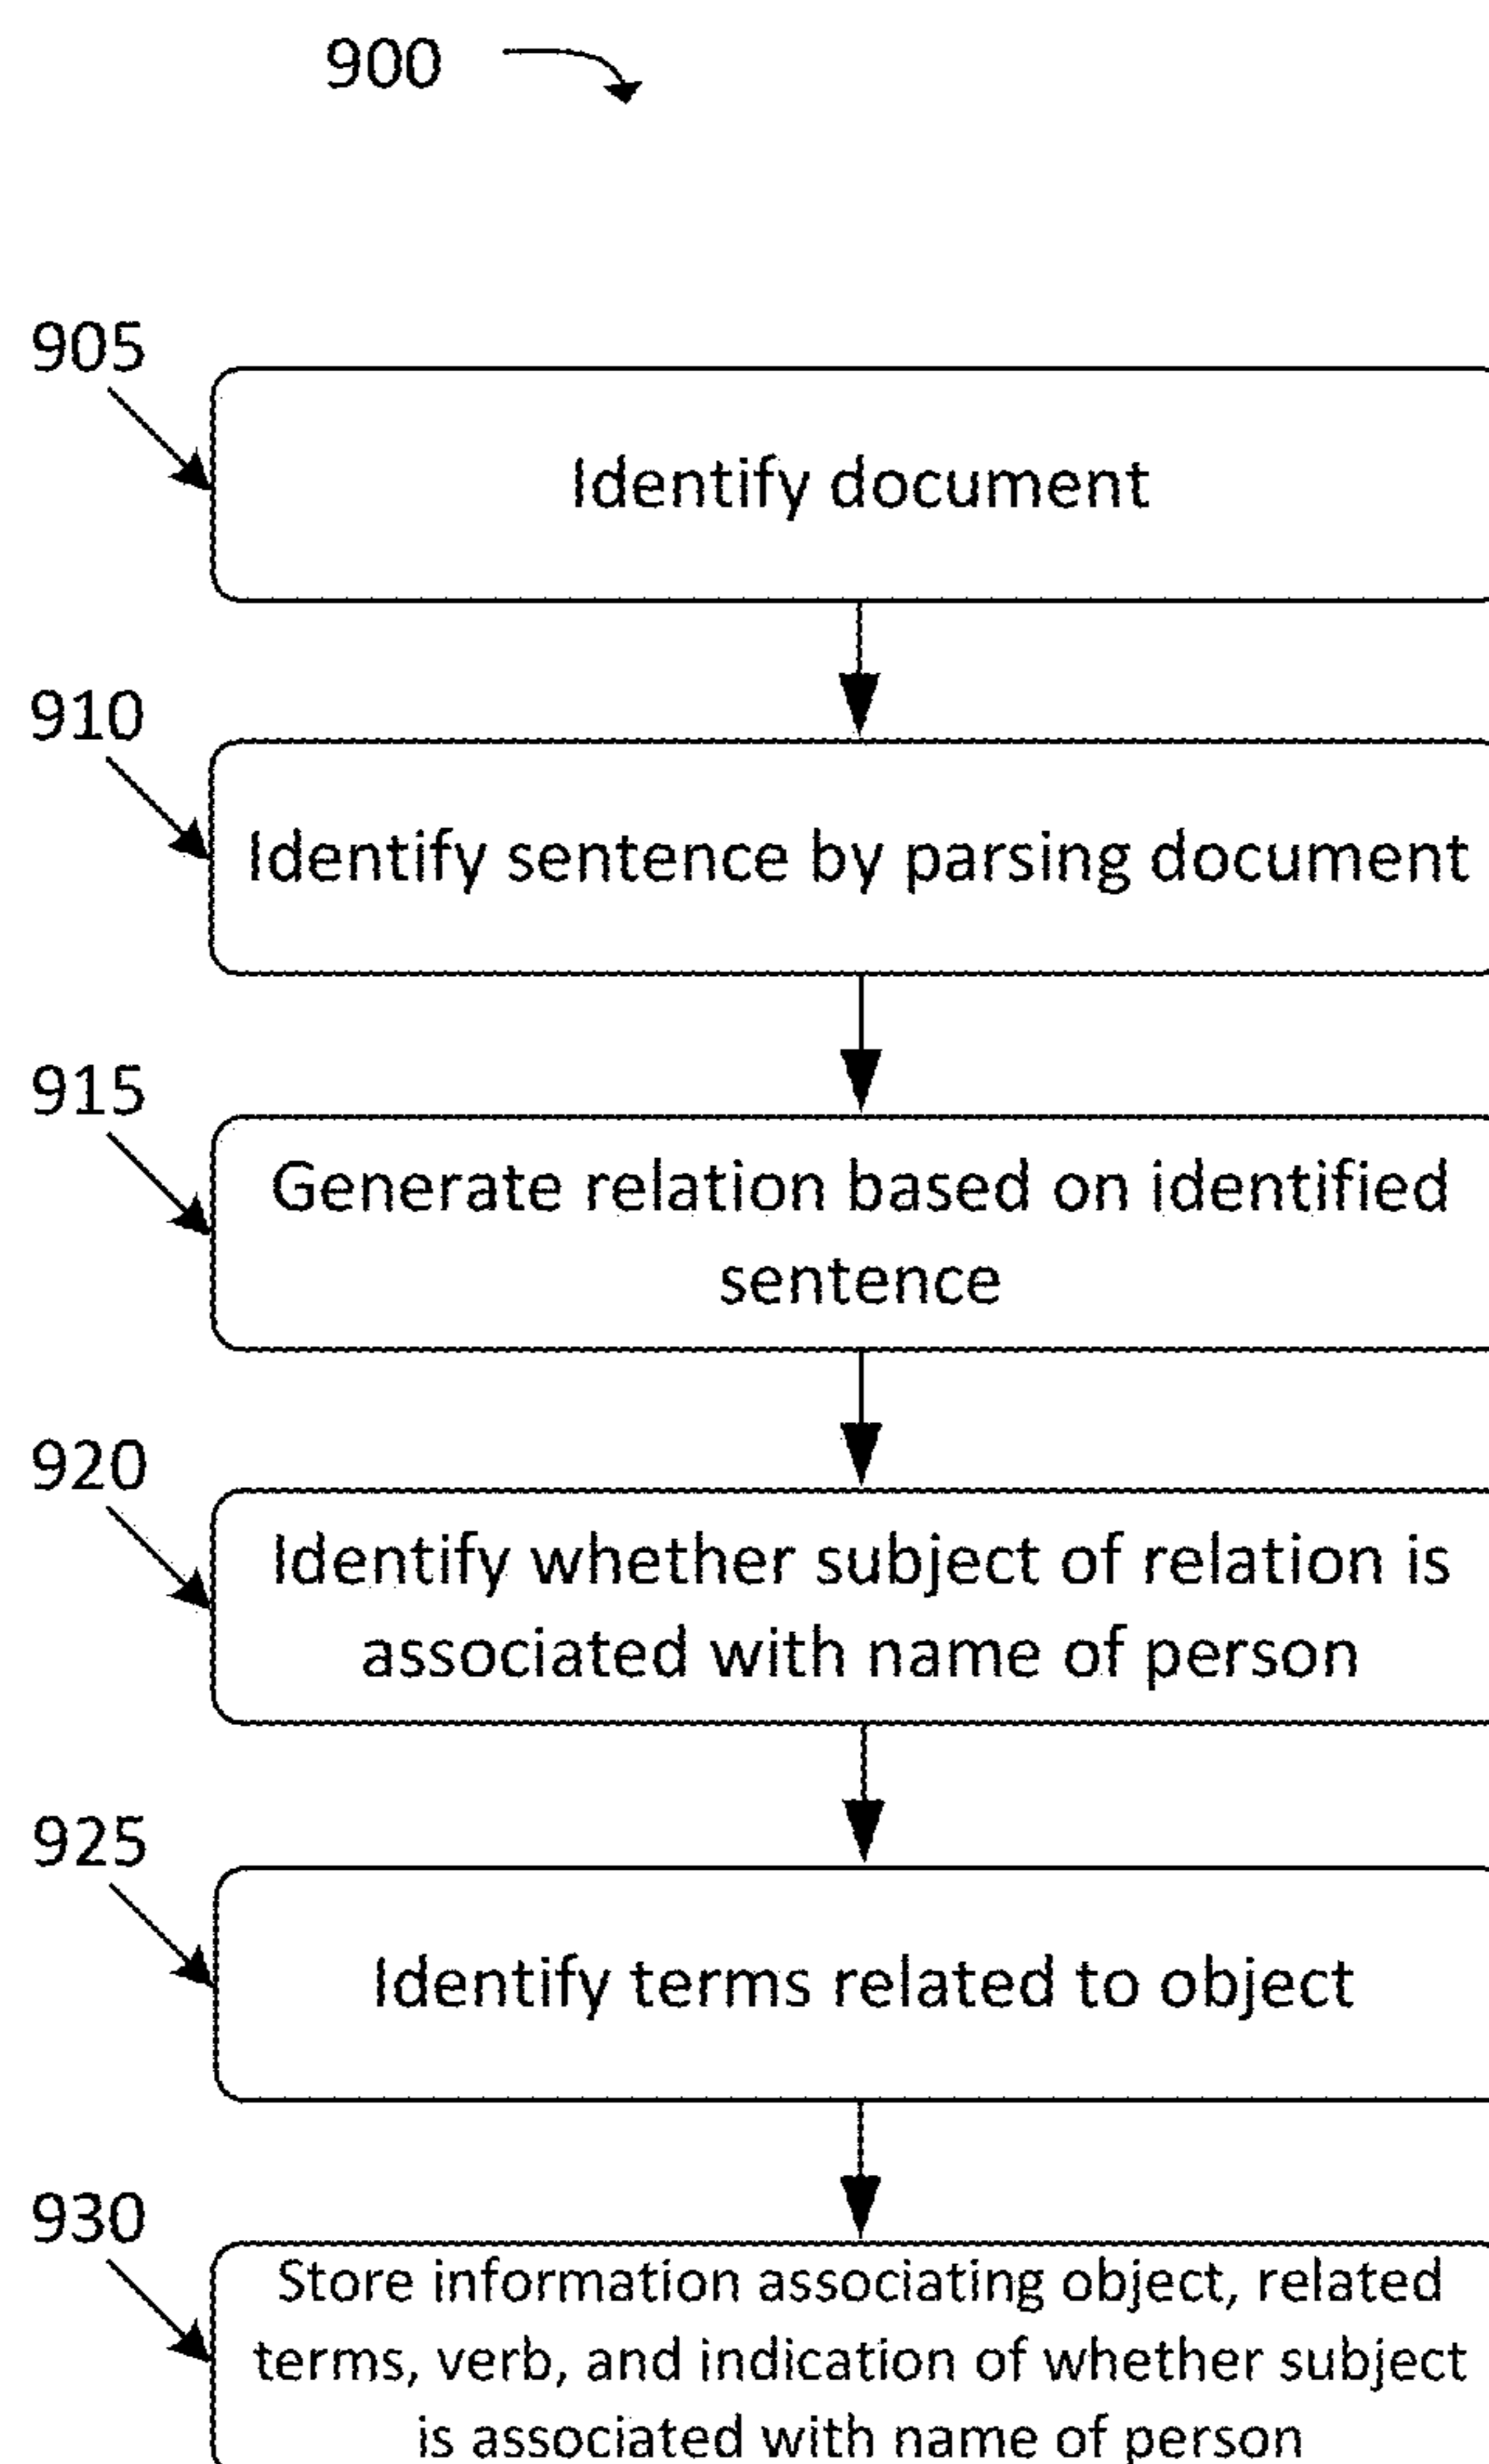 900
905
Identify document
910
Identify sentence by parsing document
915
Generate relation based on identified
sentence
920
Identify whether subject of relation is
associated with name of person
925
Identify terms related to object
930
Store information associating object, related
terms, verb, and indication of whether subject
is associated with name of person